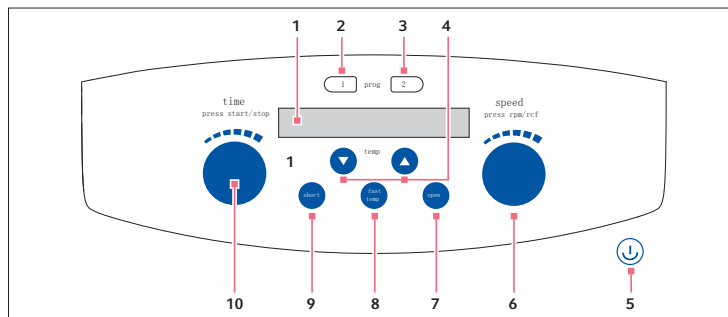 1 2 3 4
1 prog 2
time
press start/stop
speed
press rpm/rcf
1
temp
short
fast
temp
open
10 9 8 7 6 5